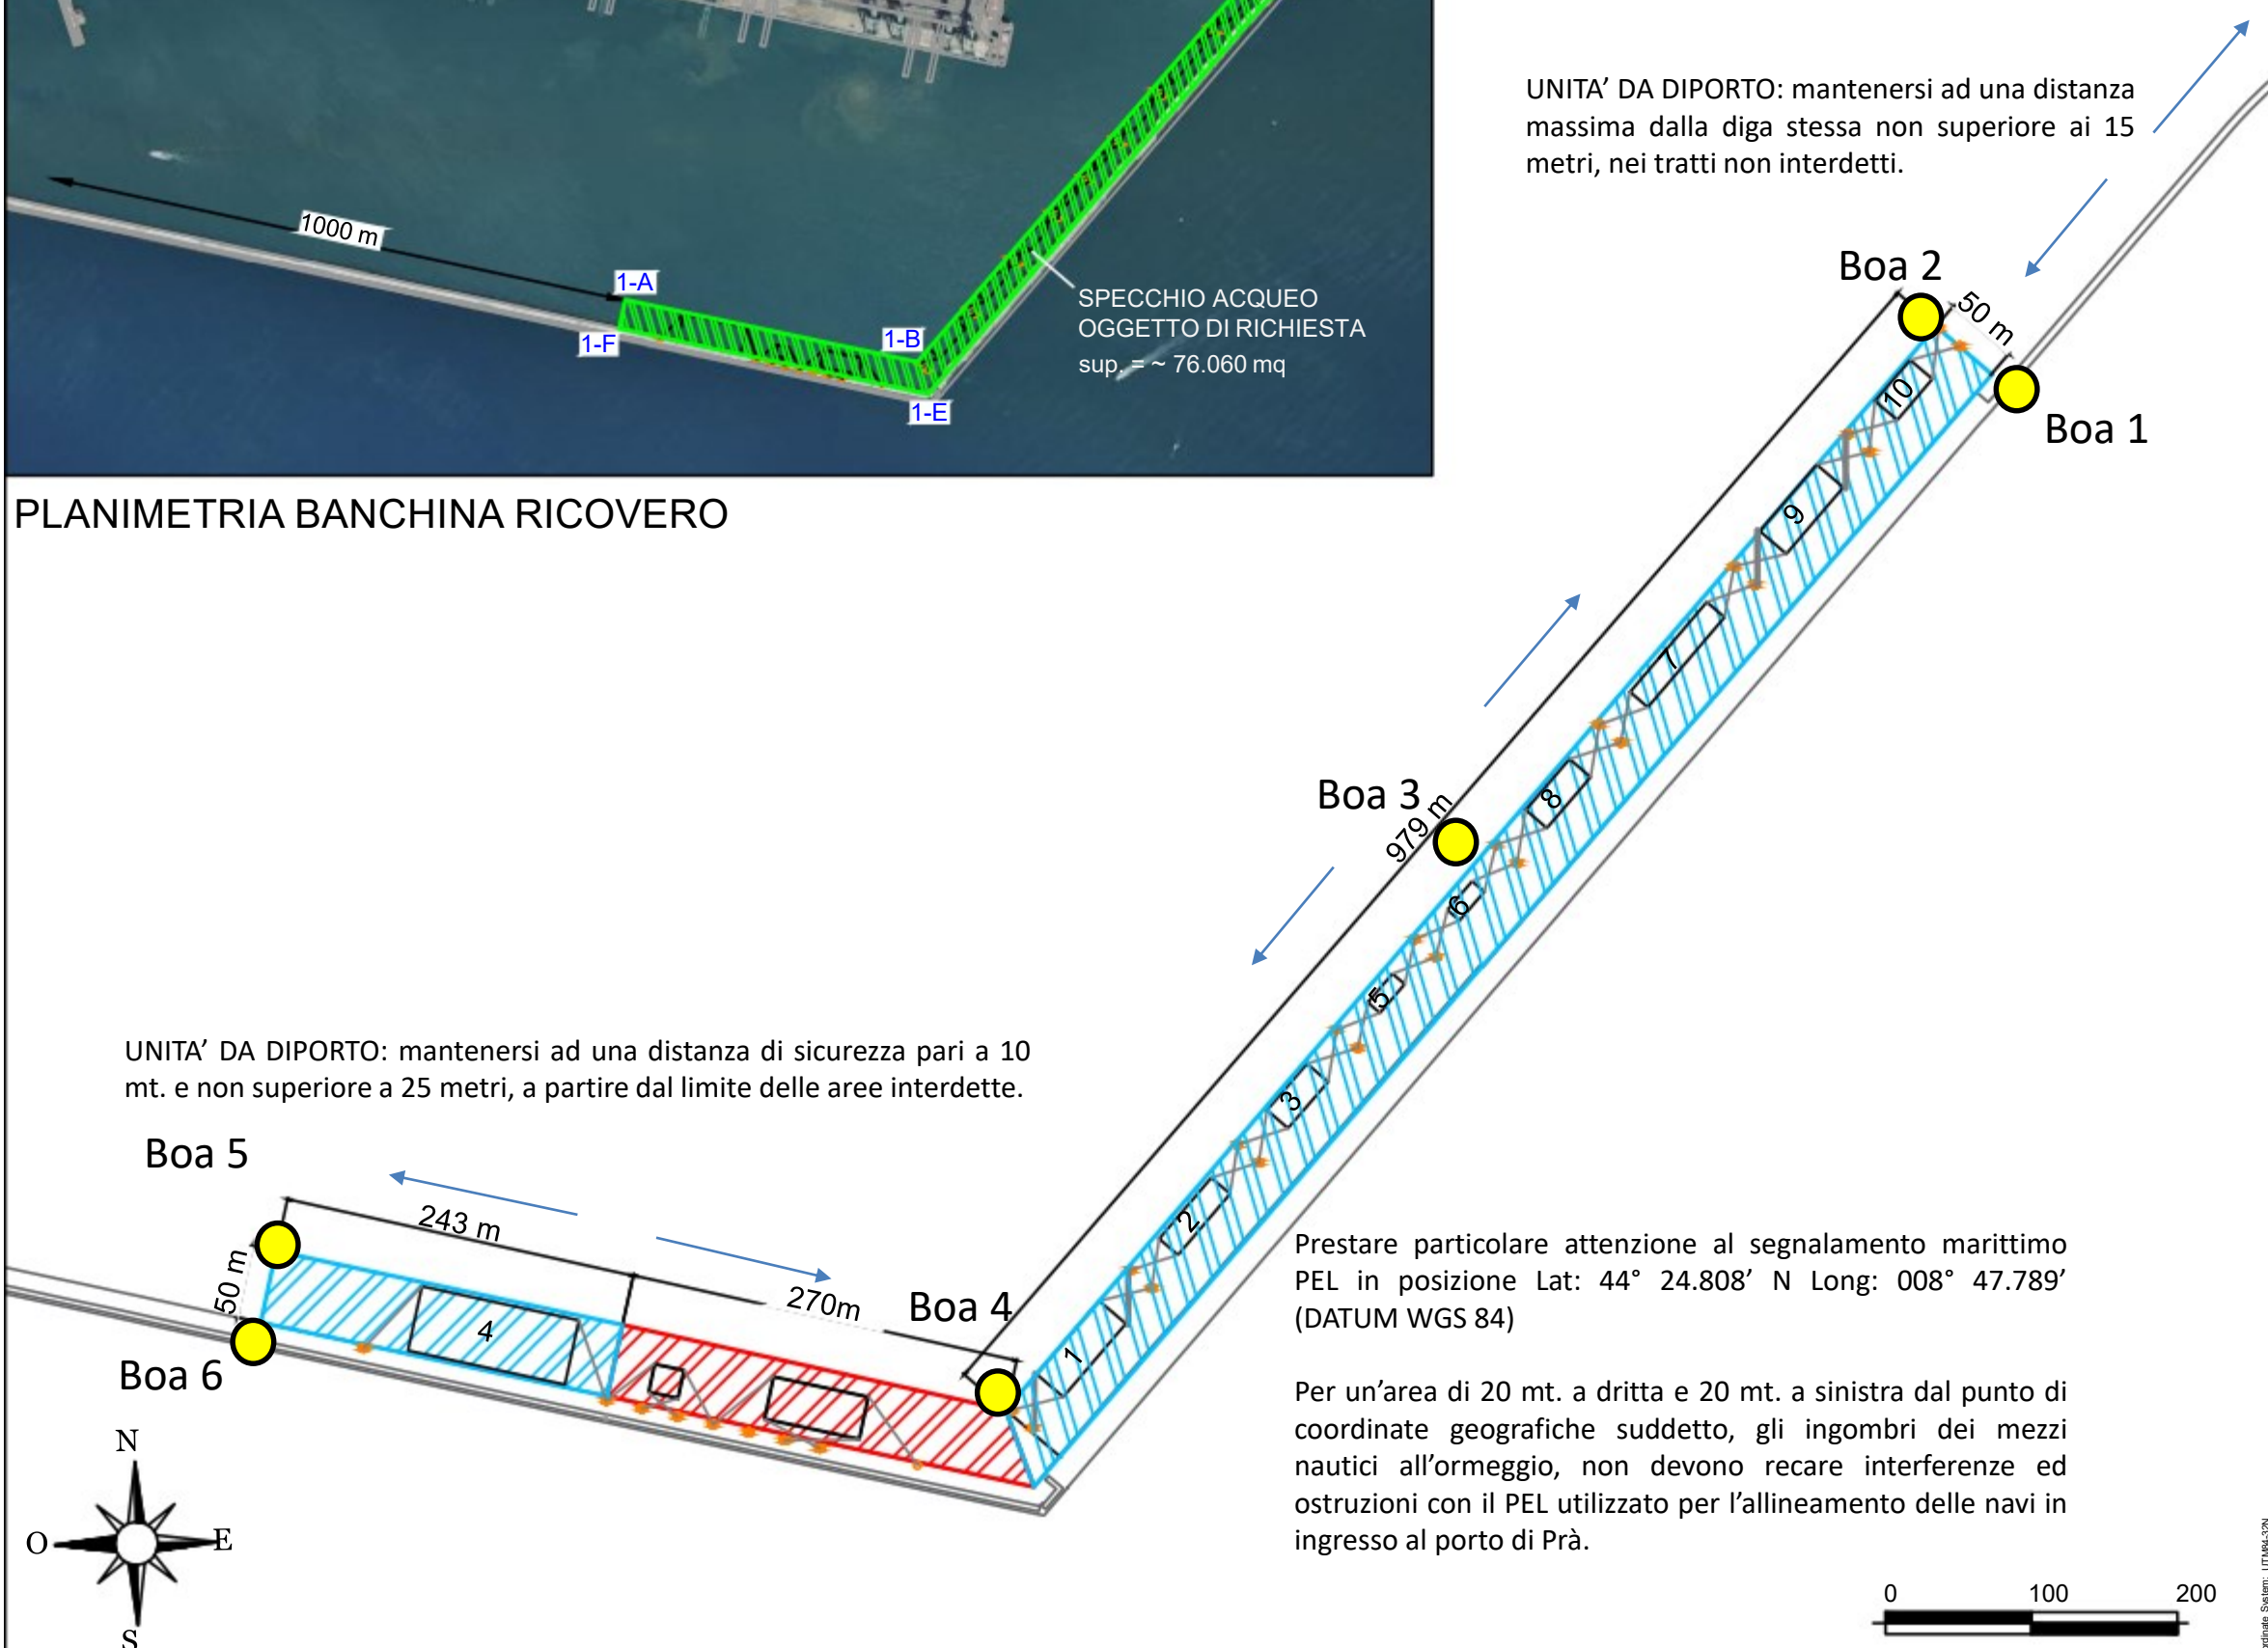 1000 m
1-A
1-F
1-B
1-E
SPECCHIO ACQUEO
OGGETTO DI RICHIESTA
sup. = ~ 76.060 mq
UNITA’ DA DIPORTO: mantenersi ad una distanza
massima dalla diga stessa non superiore ai 15
metri, nei tratti non interdetti.
Boa 2
50 m
Boa 1
PLANIMETRIA BANCHINA RICOVERO
10
9
7
Boa 3
979 m
8
6
5
3
2
1
UNITA’ DA DIPORTO: mantenersi ad una distanza di sicurezza pari a 10
mt. e non superiore a 25 metri, a partire dal limite delle aree interdette.
Boa 5
243 m
50 m
270m
Boa 4
4
Boa 6
Prestare particolare attenzione al segnalamento marittimo
PEL in posizione Lat: 44° 24.808’ N Long: 008° 47.789’
(DATUM WGS 84)
Per un’area di 20 mt. a dritta e 20 mt. a sinistra dal punto di
coordinate geografiche suddetto, gli ingombri dei mezzi
nautici all’ormeggio, non devono recare interferenze ed
ostruzioni con il PEL utilizzato per l’allineamento delle navi in
ingresso al porto di Prà.
N
O
E
S
0 100 200
System: UTM84-32N